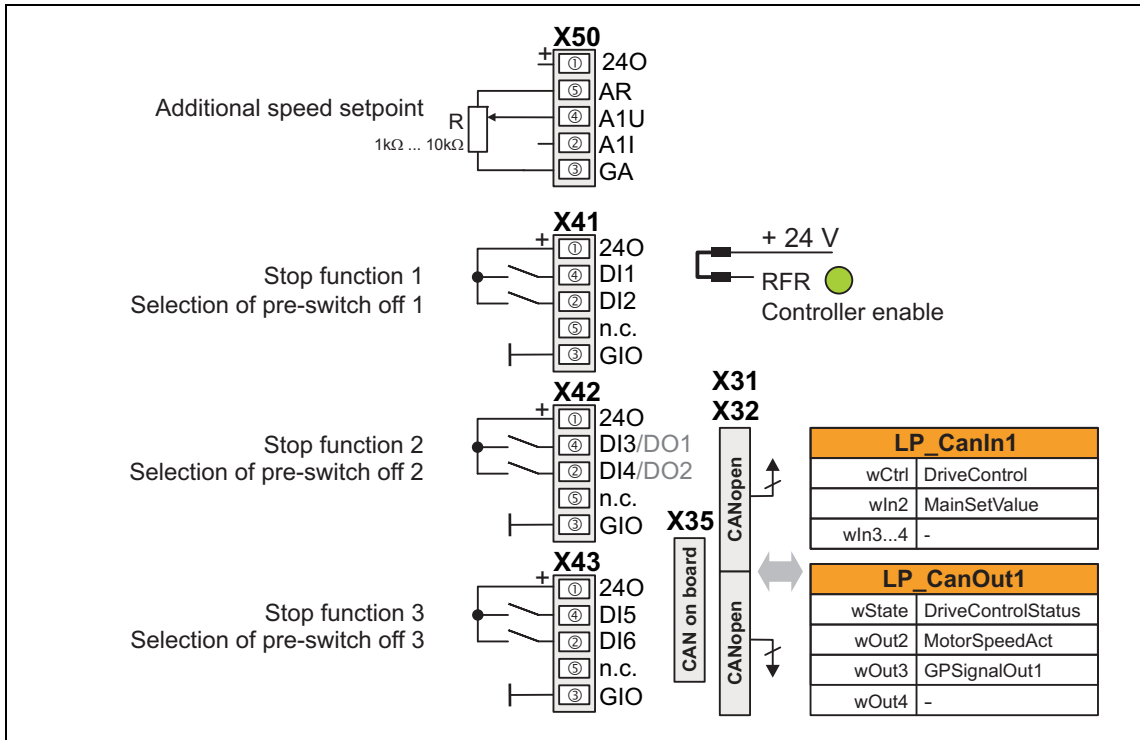 X50
+
① 24O
⑤ AR
④ A1U
② A1I
③ GA
Additional speed setpoint
R
1kΩ ... 10kΩ
X41
+
① 24O
④ DI1
② DI2
⑤ n.c.
③ GIO
Stop function 1
Selection of pre-switch off 1
+ 24 V
RFR
Controller enable
X42
+
① 24O
④ DI3/DO1
② DI4/DO2
⑤ n.c.
③ GIO
Stop function 2
Selection of pre-switch off 2
X43
+
① 24O
④ DI5
② DI6
⑤ n.c.
③ GIO
Stop function 3
Selection of pre-switch off 3
X31
X32
CANopen
CANopen
X35
CAN on board
LP_CanIn1
wCtrl DriveControl
wIn2 MainSetValue
wIn3...4 -
LP_CanOut1
wState DriveControlStatus
wOut2 MotorSpeedAct
wOut3 GPSignalOut1
wOut4 -